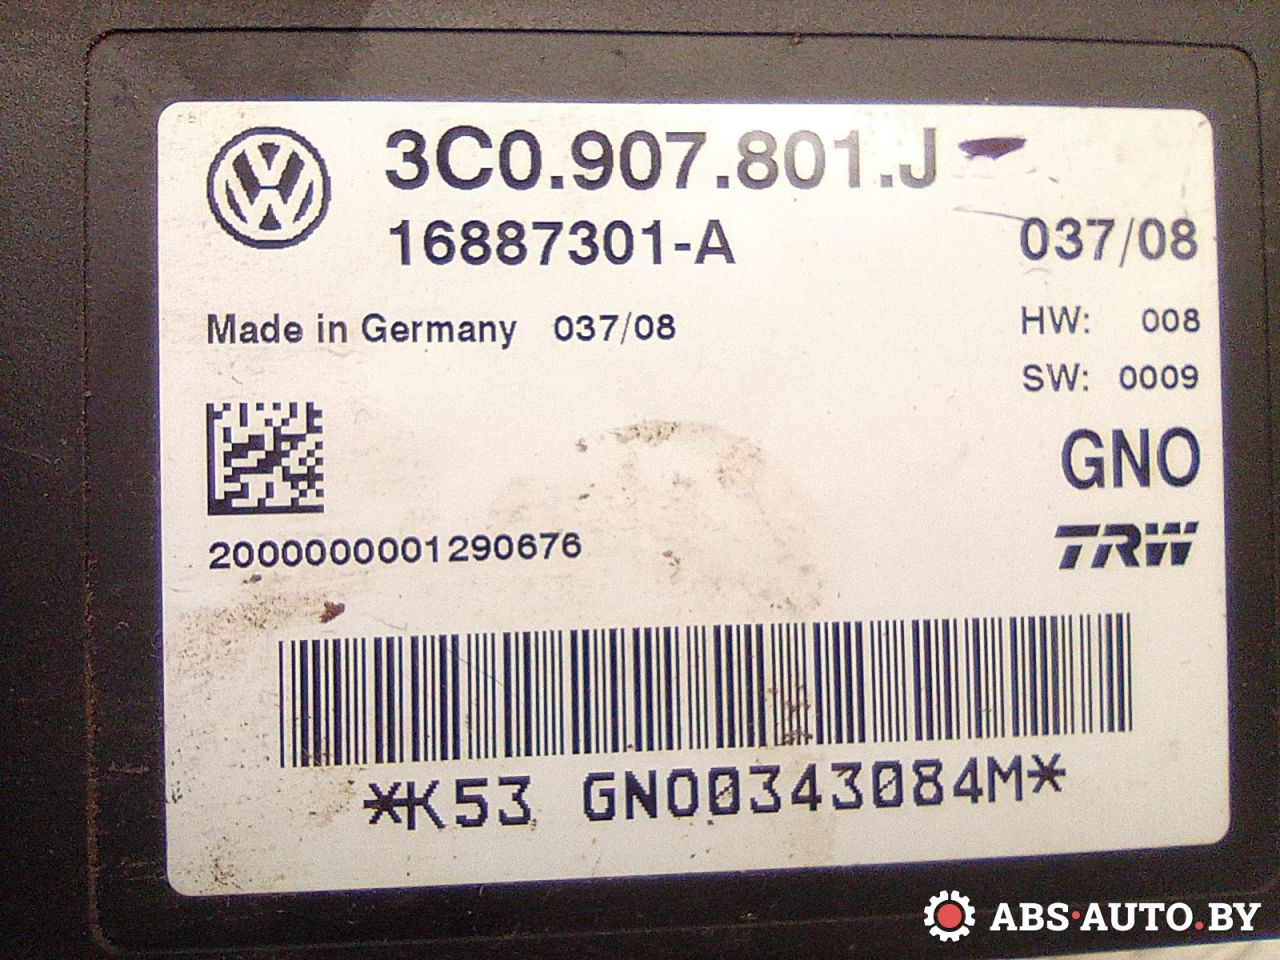 3C0.907.801.J
16887301-A
037/08
Made in Germany 037/08
HW: 008
SW: 0009
GNO
TRW
2000000001290676
*K53 GNO0343084M*
ABS·AUTO.BY